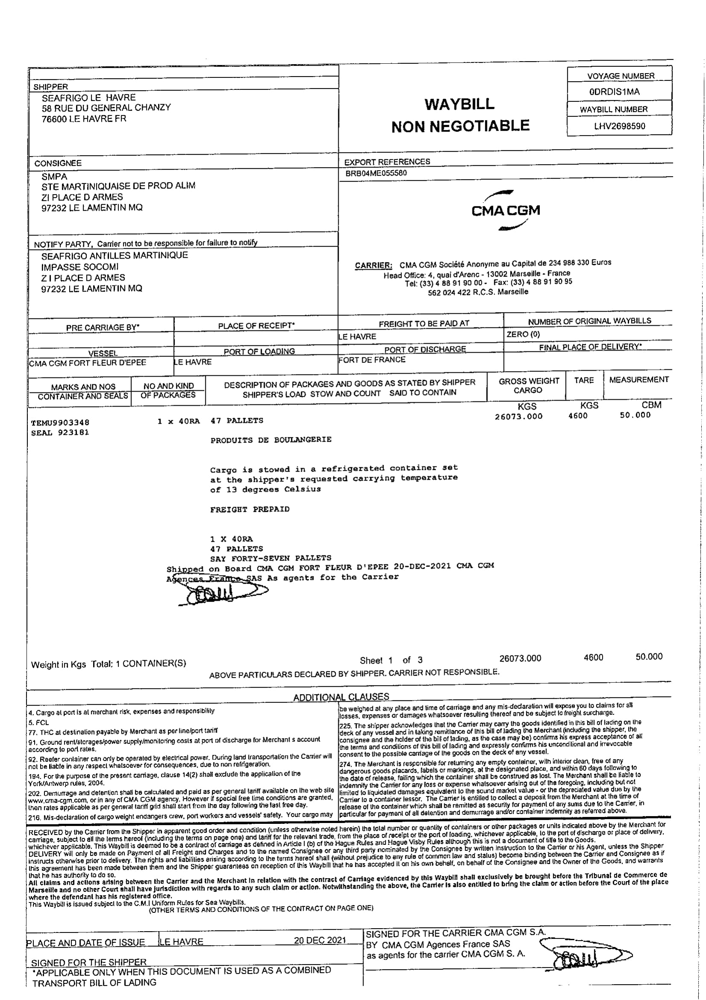 SHIPPER
SEAFRIGO LE HAVRE
58 RUE DU GENERAL CHANZY
76600 LE HAVRE FR
WAYBILL
NON NEGOTIABLE
VOYAGE NUMBER
0DRDIS1MA
WAYBILL NUMBER
LHV2698590
CONSIGNEE
SMPA
STE MARTINIQUAISE DE PROD ALIM
ZI PLACE D ARMES
97232 LE LAMENTIN MQ
EXPORT REFERENCES
BRB04ME055580
CMA CGM
NOTIFY PARTY, Carrier not to be responsible for failure to notify
SEAFRIGO ANTILLES MARTINIQUE
IMPASSE SOCOMI
Z I PLACE D ARMES
97232 LE LAMENTIN MQ
CARRIER: CMA CGM Société Anonyme au Capital de 234 988 330 Euros
Head Office: 4, quai d'Arenc - 13002 Marseille - France
Tel: (33) 4 88 91 90 00 - Fax: (33) 4 88 91 90 95
562 024 422 R.C.S. Marseille
PRE CARRIAGE BY* PLACE OF RECEIPT* FREIGHT TO BE PAID AT NUMBER OF ORIGINAL WAYBILLS
LE HAVRE ZERO (0)
VESSEL PORT OF LOADING PORT OF DISCHARGE FINAL PLACE OF DELIVERY*
CMA CGM FORT FLEUR D'EPEE LE HAVRE FORT DE FRANCE
MARKS AND NOS NO AND KIND DESCRIPTION OF PACKAGES AND GOODS AS STATED BY SHIPPER GROSS WEIGHT TARE MEASUREMENT
CONTAINER AND SEALS OF PACKAGES SHIPPER'S LOAD STOW AND COUNT SAID TO CONTAIN CARGO
KGS KGS CBM
TEMU9903348 1 x 40RA 47 PALLETS 26073.000 4600 50.000
SEAL 923181
PRODUITS DE BOULANGERIE
Cargo is stowed in a refrigerated container set
at the shipper's requested carrying temperature
of 13 degrees Celsius
FREIGHT PREPAID
1 X 40RA
47 PALLETS
SAY FORTY-SEVEN PALLETS
Shipped on Board CMA CGM FORT FLEUR D'EPEE 20-DEC-2021 CMA CGM
Agences France SAS As agents for the Carrier
Weight in Kgs Total: 1 CONTAINER(S) Sheet 1 of 3 26073.000 4600 50.000
ABOVE PARTICULARS DECLARED BY SHIPPER. CARRIER NOT RESPONSIBLE.
ADDITIONAL CLAUSES
4. Cargo at port is at merchant risk, expenses and responsibility
5. FCL
77. THC at destination payable by Merchant as per line/port tariff
91. Ground rent/storages/power supply/monitoring costs at port of discharge for Merchant s account
according to port rates.
92. Reefer container can only be operated by electrical power. During land transportation the Carrier will
not be liable in any respect whatsoever for consequences, due to non refrigeration.
194. For the purpose of the present carriage, clause 14(2) shall exclude the application of the
York/Antwerp rules, 2004.
202. Demurrage and detention shall be calculated and paid as per general tariff available on the web site
www.cma-cgm.com, or in any of CMA CGM agency. However if special free time conditions are granted,
then rates applicable as per general tariff grid shall start from the day following the last free day.
216. Mis-declaration of cargo weight endangers crew, port workers and vessels' safety. Your cargo may
be weighed at any place and time of carriage and any mis-declaration will expose you to claims for all
losses, expenses or damages whatsoever resulting thereof and be subject to freight surcharge.
225. The shipper acknowledges that the Carrier may carry the goods identified in this bill of lading on the
deck of any vessel and in taking remittance of this bill of lading the Merchant (including the shipper, the
consignee and the holder of the bill of lading, as the case may be) confirms his express acceptance of all
the terms and conditions of this bill of lading and expressly confirms his unconditional and irrevocable
consent to the possible carriage of the goods on the deck of any vessel.
274. The Merchant is responsible for returning any empty container, with interior clean, free of any
dangerous goods placards, labels or markings, at the designated place, and within 60 days following to
the date of release, failing which the container shall be construed as lost. The Merchant shall be liable to
indemnify the Carrier for any loss or expense whatsoever arising out of the foregoing, including but not
limited to liquidated damages equivalent to the sound market value - or the depreciated value due by the
Carrier to a container lessor. The Carrier is entitled to collect a deposit from the Merchant at the time of
release of the container which shall be remitted as security for payment of any sums due to the Carrier, in
particular for payment of all detention and demurrage and/or container indemnity as referred above.
RECEIVED by the Carrier from the Shipper in apparent good order and condition (unless otherwise noted herein) the total number or quantity of containers or other packages or units indicated above by the Merchant for
carriage, subject to all the terms hereof (including the terms on page one) and tariff for the relevant trade, from the place of receipt or the port of loading, whichever applicable, to the port of discharge or place of delivery,
whichever applicable. This Waybill is deemed to be a contract of carriage as defined in Article I (b) of the Hague Rules and Hague Visby Rules although this is not a document of title to the Goods.
DELIVERY will only be made on Payment of all Freight and Charges and to the named Consignee or any third party nominated by the Consignee by written Instruction to the Carrier or his Agent, unless the Shipper
instructs otherwise prior to delivery. The rights and liabilities arising according to the terms hereof shall (without prejudice to any rule of common law and status) become binding between the Carrier and Consignee as if
this agreement has been made between them and the Shipper guarantees on reception of this Waybill that he has accepted it on his own behalf, on behalf of the Consignee and the Owner of the Goods, and warrants
that he has authority to do so.
All claims and actions arising between the Carrier and the Merchant in relation with the contract of Carriage evidenced by this Waybill shall exclusively be brought before the Tribunal de Commerce de
Marseille and no other Court shall have jurisdiction with regards to any such claim or action. Notwithstanding the above, the Carrier is also entitled to bring the claim or action before the Court of the place
where the defendant has his registered office.
This Waybill is issued subject to the C.M.I Uniform Rules for Sea Waybills.
(OTHER TERMS AND CONDITIONS OF THE CONTRACT ON PAGE ONE)
PLACE AND DATE OF ISSUE LE HAVRE 20 DEC 2021
SIGNED FOR THE SHIPPER
*APPLICABLE ONLY WHEN THIS DOCUMENT IS USED AS A COMBINED
TRANSPORT BILL OF LADING
SIGNED FOR THE CARRIER CMA CGM S.A.
BY CMA CGM Agences France SAS
as agents for the carrier CMA CGM S. A.